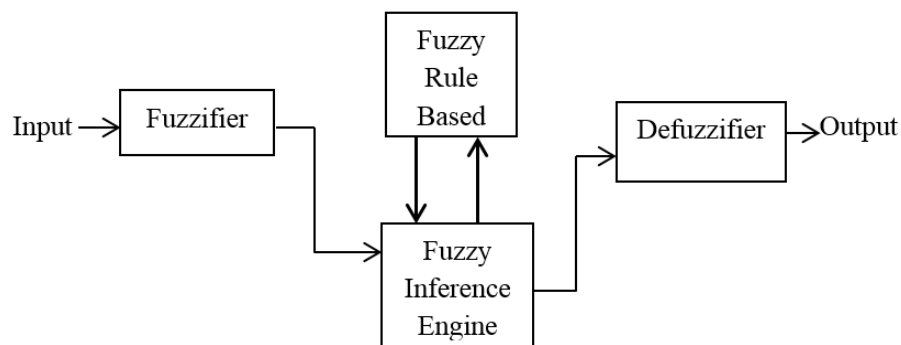 Input
Fuzzifier
Fuzzy
Rule
Based
Fuzzy
Inference
Engine
Defuzzifier
Output